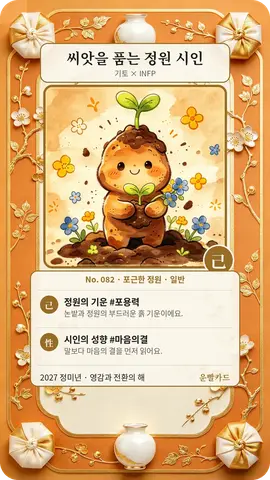 씨앗을 품는 정원 시인
기토 × INFP
己
No. 082 · 포근한 정원 · 일반
己 정원의 기운 #포용력
논밭과 정원의 부드러운 흙 기운이에요.
性 시인의 성향 #마음의결
말보다 마음의 결을 먼저 읽어요.
2027 정미년 · 영감과 전환의 해 운빨카드